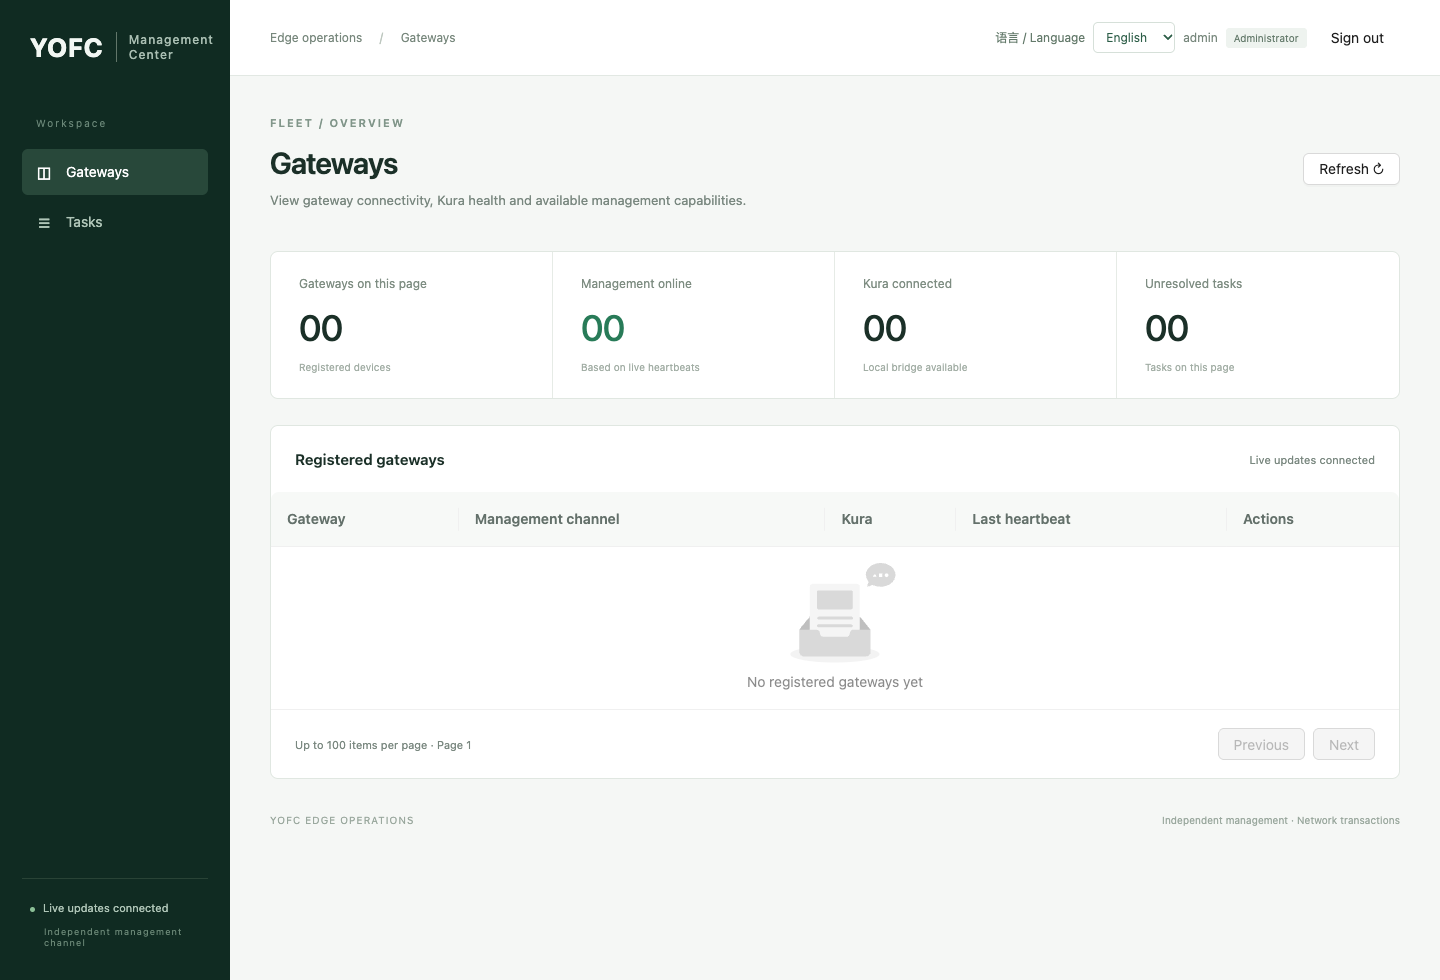 YOFC
Management
Center
Workspace
Gateways
Tasks
Live updates connected
Independent management
channel
Edge operations / Gateways
语言 / Language
English
admin
Administrator
Sign out
FLEET / OVERVIEW
Gateways
View gateway connectivity, Kura health and available management capabilities.
Refresh
Gateways on this page
00
Registered devices
Management online
00
Based on live heartbeats
Kura connected
00
Local bridge available
Unresolved tasks
00
Tasks on this page
Registered gateways
Live updates connected
Gateway
Management channel
Kura
Last heartbeat
Actions
No registered gateways yet
Up to 100 items per page · Page 1
Previous
Next
YOFC EDGE OPERATIONS
Independent management · Network transactions